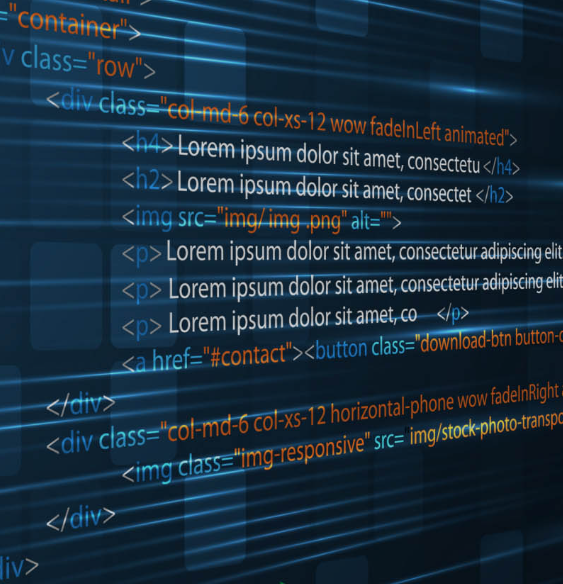 ="container">
v class="row">
<div class="col-md-6 col-xs-12 wow fadeInLeft animated">
<h4> Lorem ipsum dolor sit amet, consectetu </h4>
<h2> Lorem ipsum dolor sit amet, consectet </h2>
<img src="img/ img .png" alt="">
<p> Lorem ipsum dolor sit amet, consectetur adipiscing elit
<p> Lorem ipsum dolor sit amet, consectetur adipiscing elit
<p> Lorem ipsum dolor sit amet, co </p>
<a href="#contact"><button class="download-btn button-
</div>
<div class="col-md-6 col-xs-12 horizontal-phone wow fadeInRight
<img class="img-responsive" src= img/stock-photo-transpo
</div>
div>